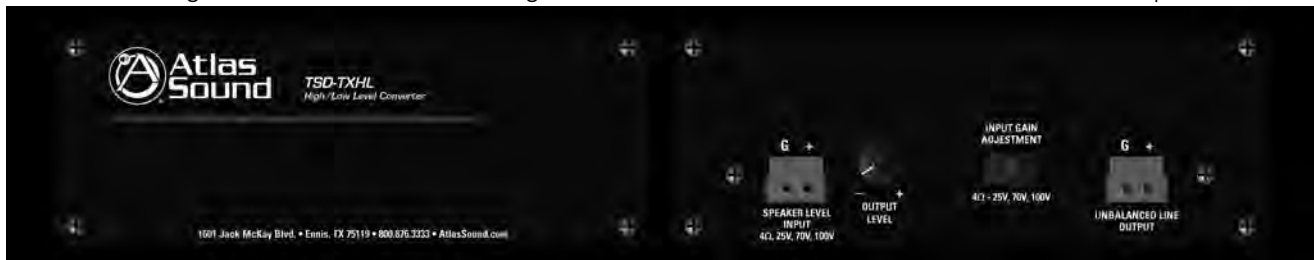 Atlas
Sound
TSD-TXHL
High/Low Level Converter
1601 Jack McKay Blvd. • Ennis, TX 75119 • 800.876.3333 • AtlasSound.com
G +
SPEAKER LEVEL
INPUT
4Ω, 25V, 70V, 100V
- +
OUTPUT
LEVEL
INPUT GAIN
ADJESTMENT
4Ω - 25V, 70V, 100V
G +
UNBALANCED LINE
OUTPUT